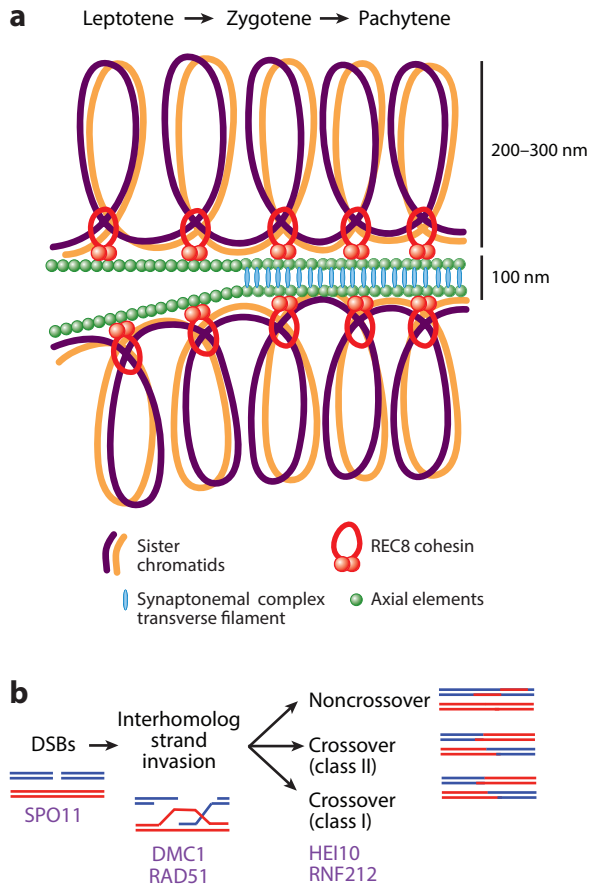 a
Leptotene → Zygotene → Pachytene
200–300 nm
100 nm
Sister
chromatids
REC8 cohesin
Synaptonemal complex
transverse filament
Axial elements
b
DSBs
SPO11
Interhomolog
strand
invasion
DMC1
RAD51
Noncrossover
Crossover
(class II)
Crossover
(class I)
HEI10
RNF212